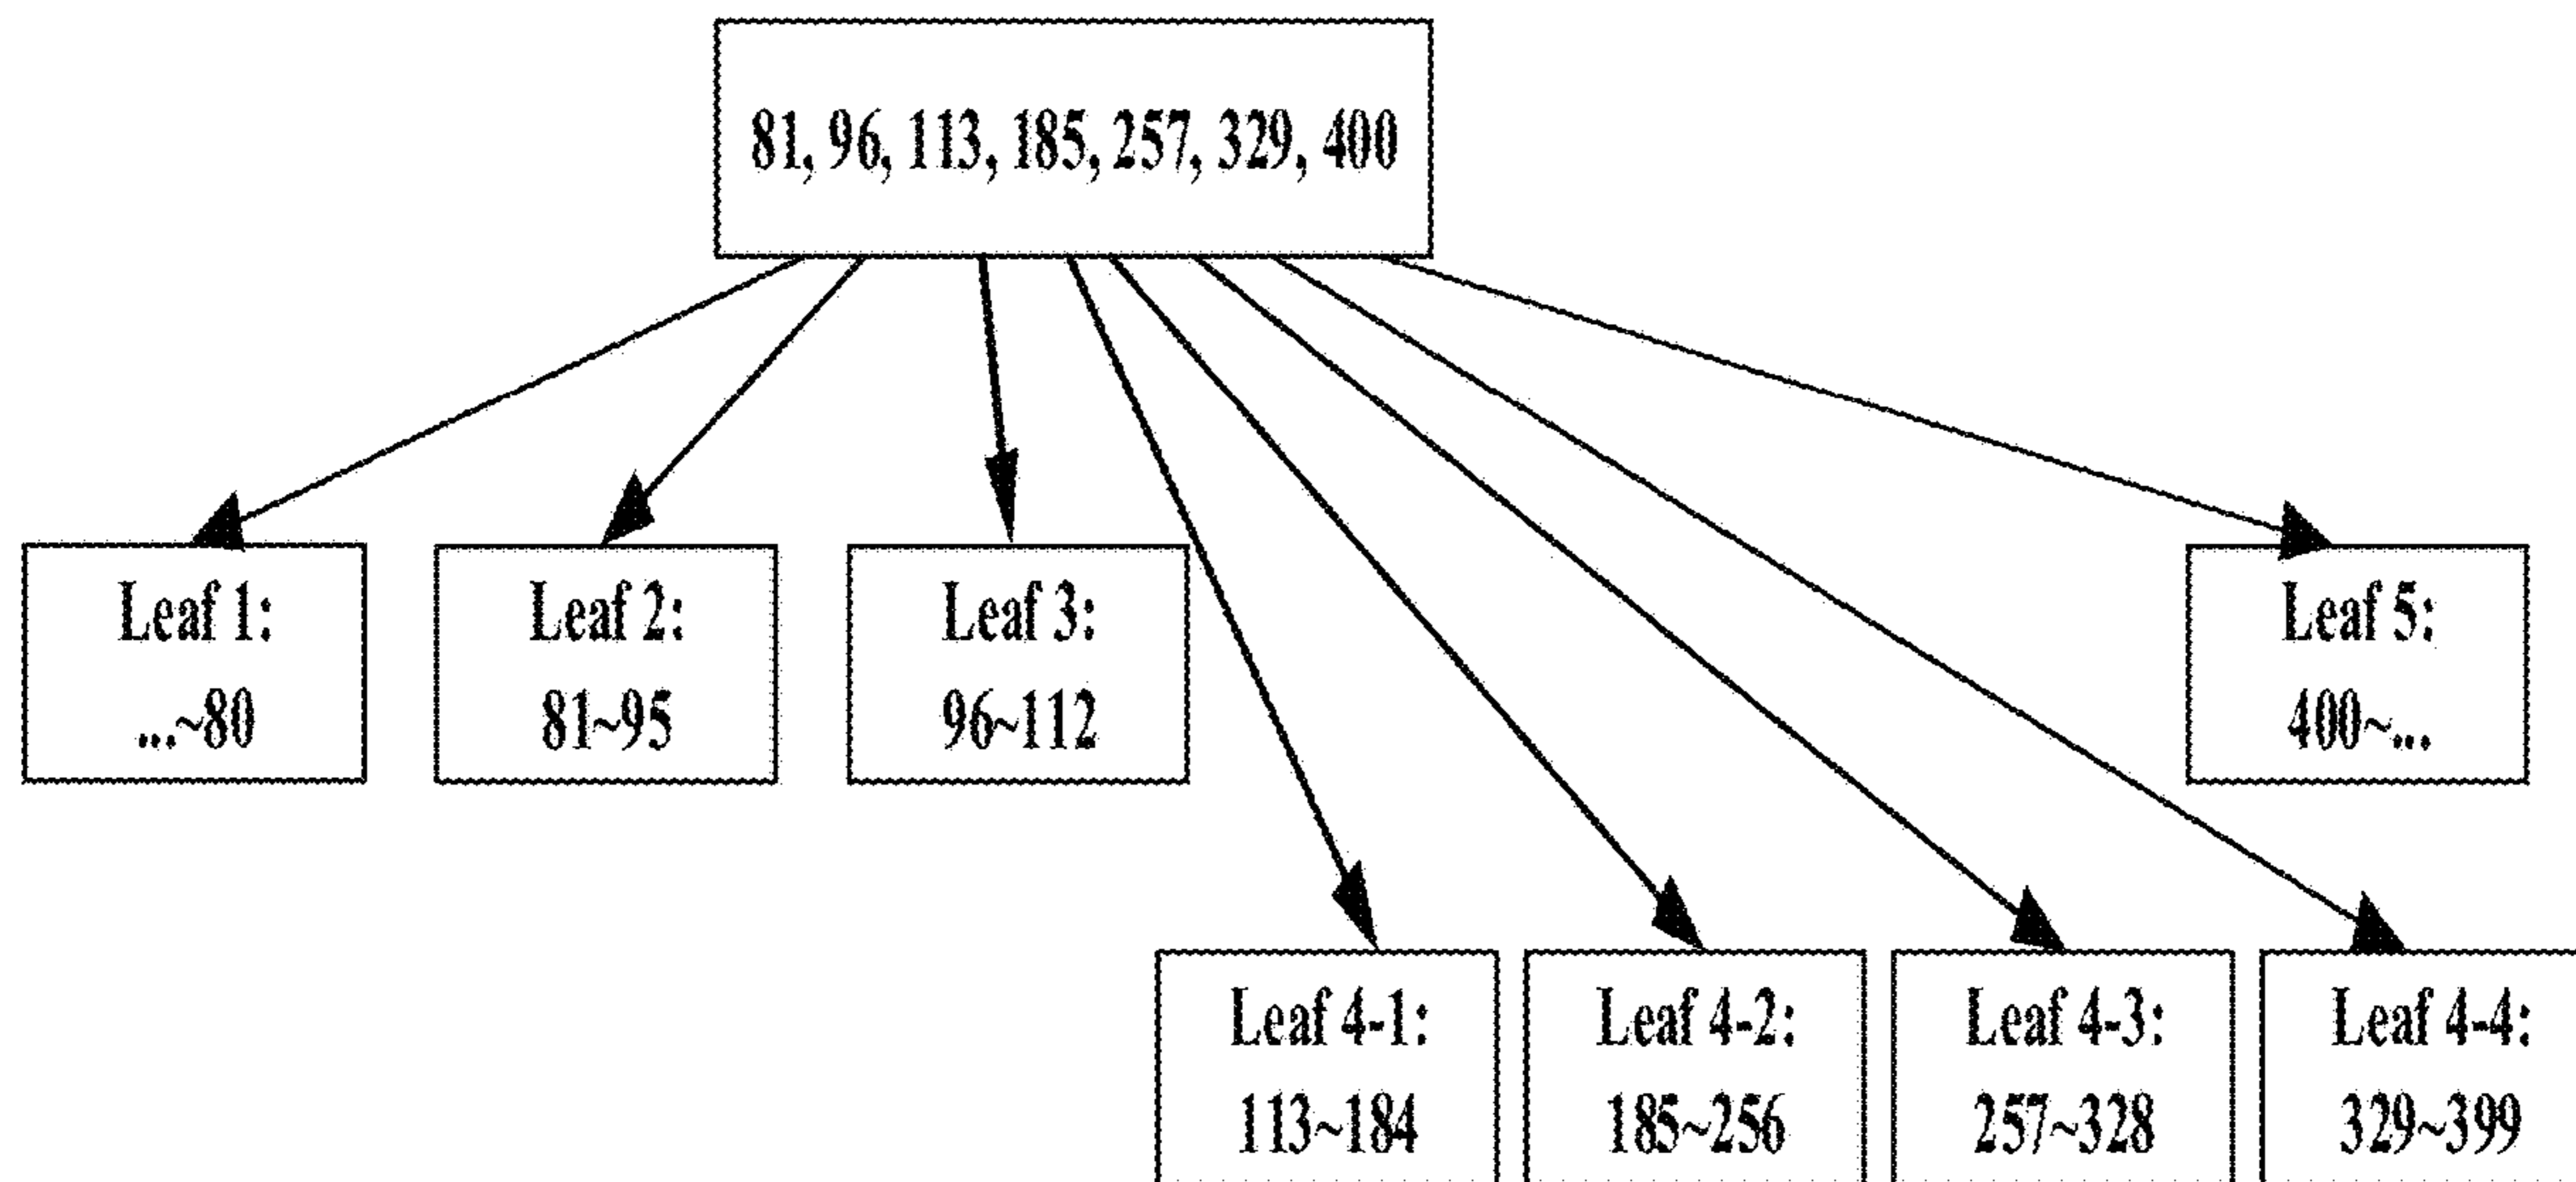 81, 96, 113, 185, 257, 329, 400
Leaf 1:
...~80
Leaf 2:
81~95
Leaf 3:
96~112
Leaf 5:
400~...
Leaf 4-1:
113~184
Leaf 4-2:
185~256
Leaf 4-3:
257~328
Leaf 4-4:
329~399